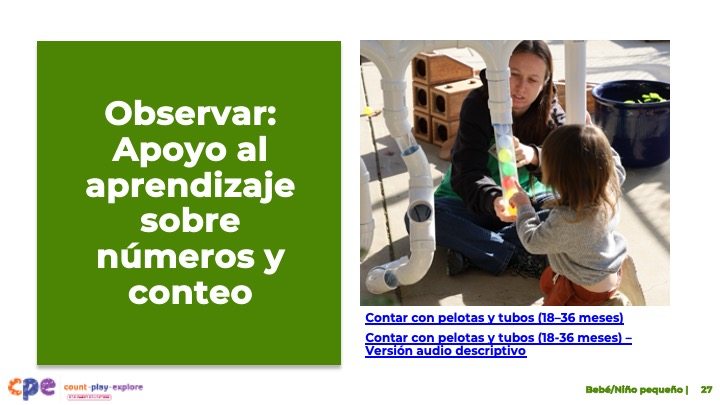 Observar:
Apoyo al
aprendizaje
sobre
números y
conteo
Contar con pelotas y tubos (18–36 meses)
Contar con pelotas y tubos (18-36 meses) –
Versión audio descriptivo
cpe count·play·explore
Bebé/Niño pequeño | 27